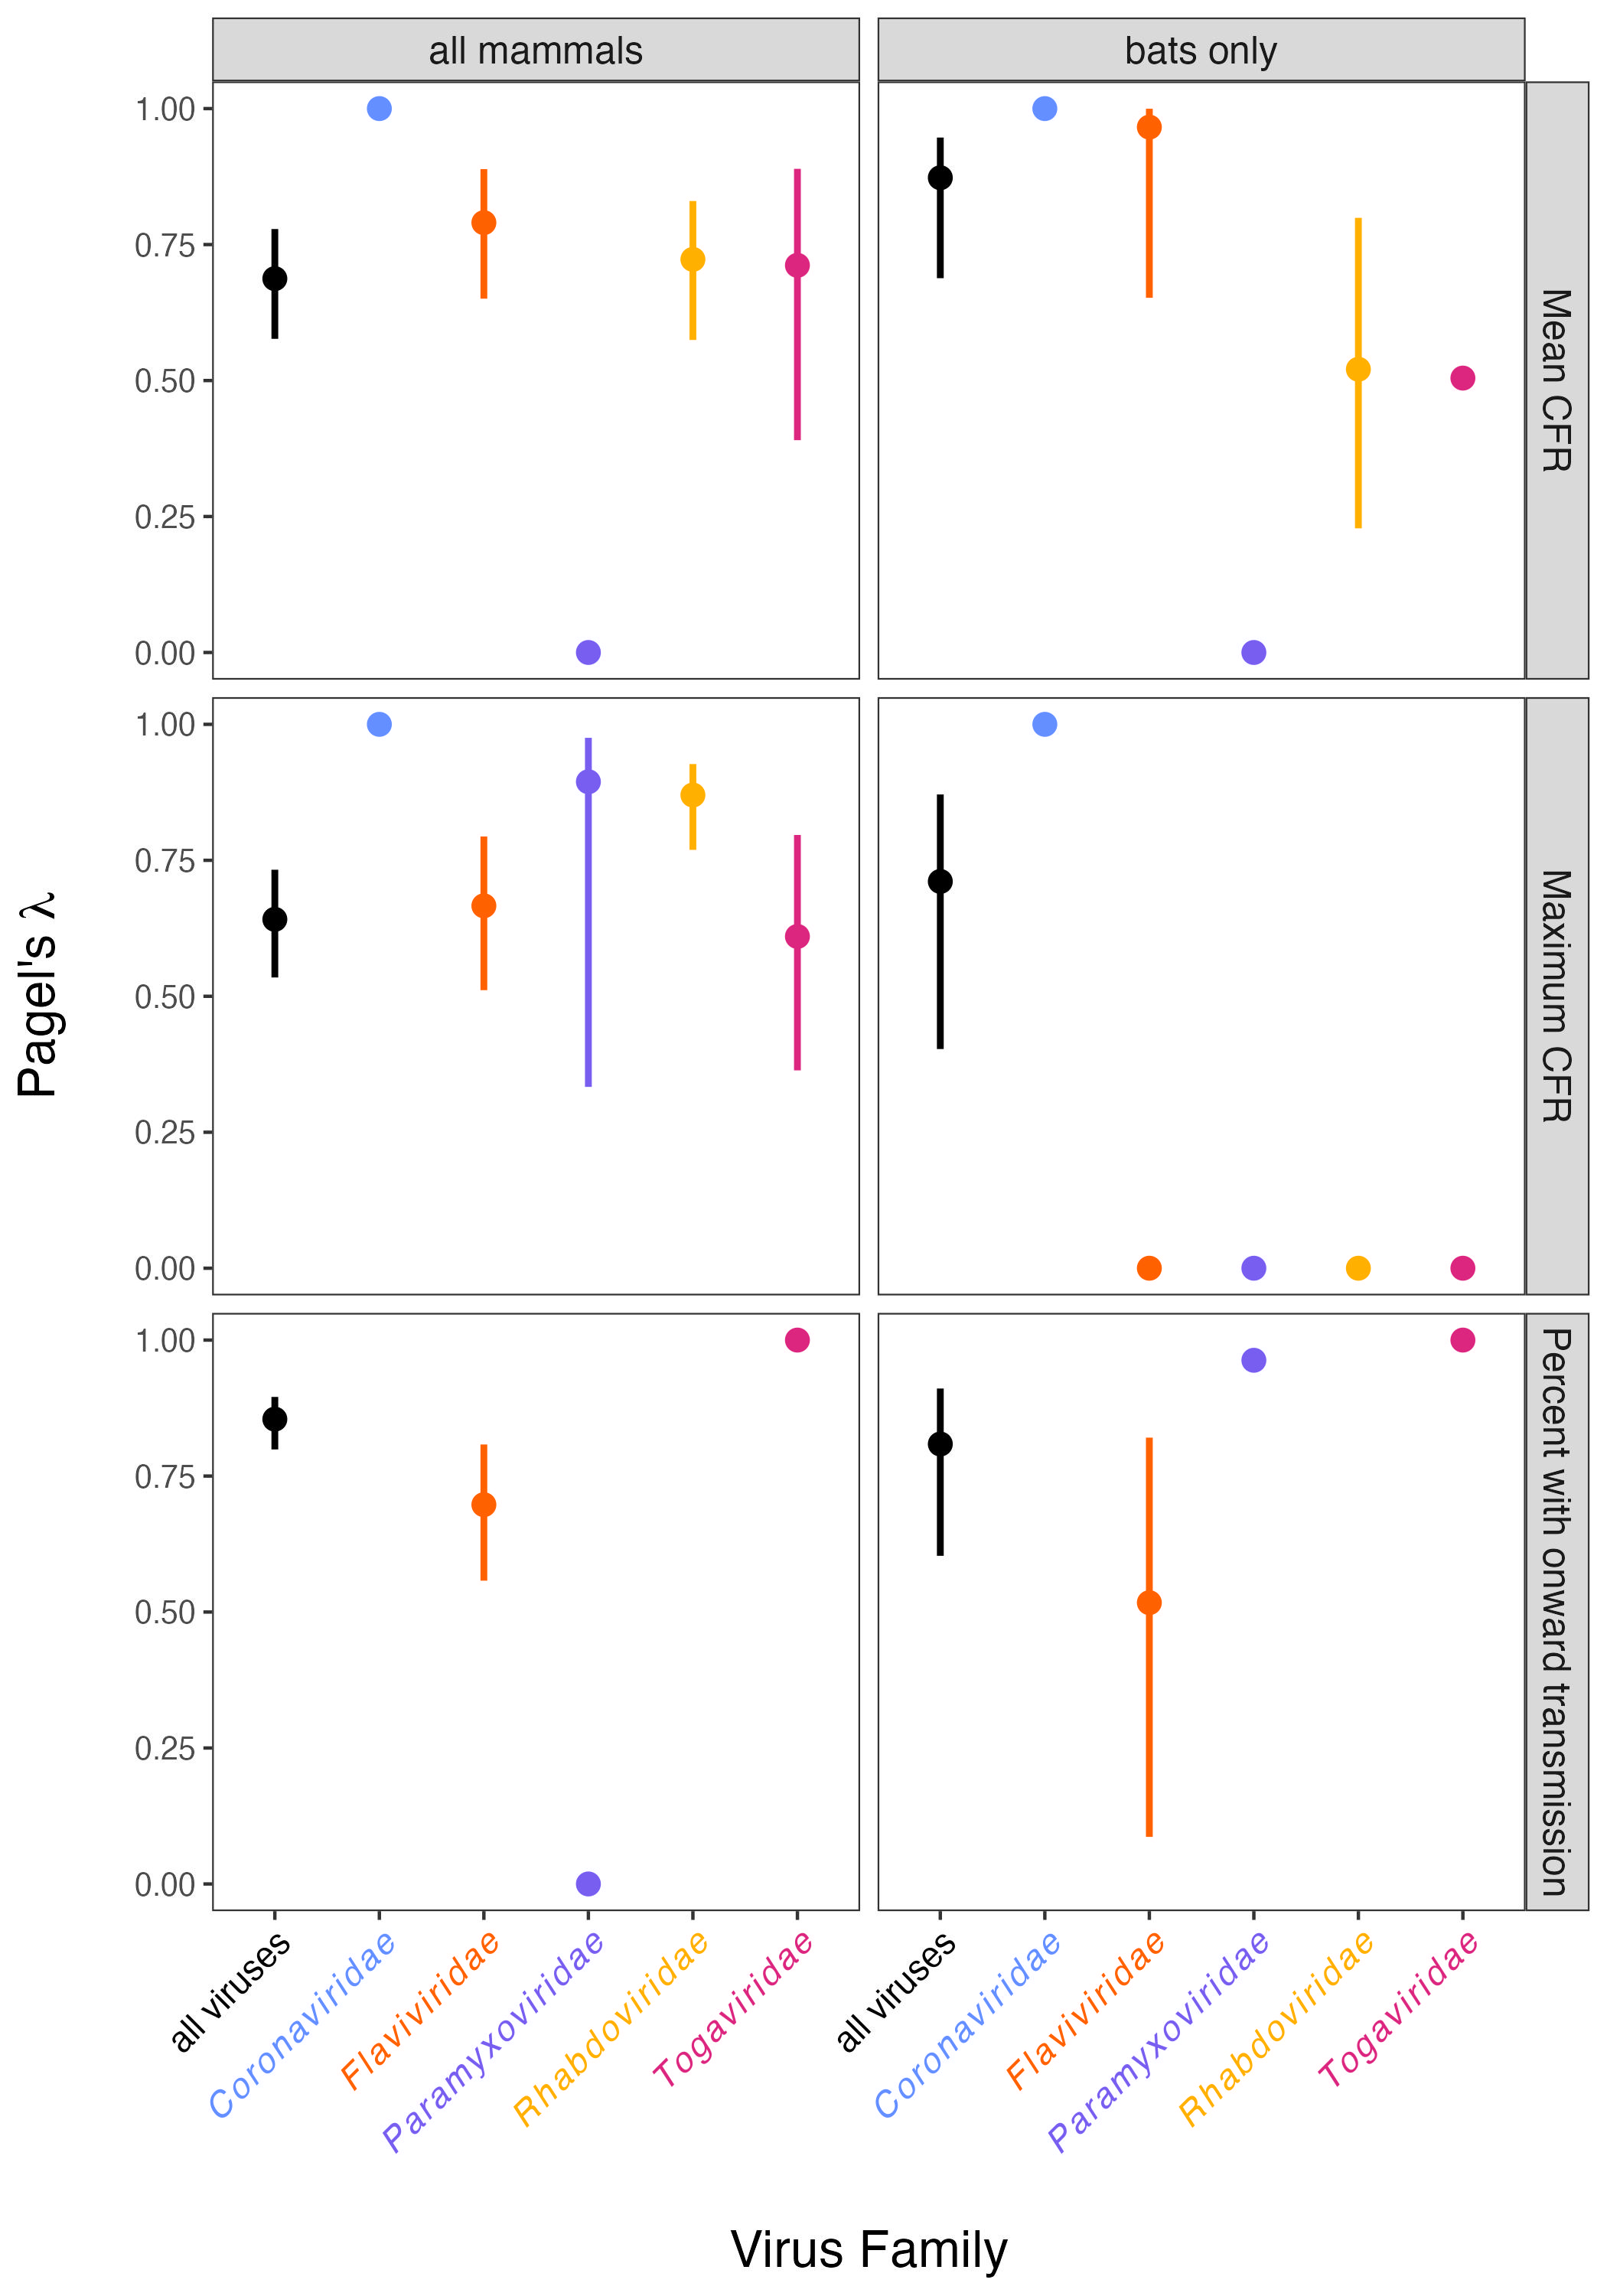 all mammals
bats only
1.00
0.75
0.50
0.25
0.00
Mean CFR
1.00
0.75
0.50
0.25
0.00
Maximum CFR
1.00
0.75
0.50
0.25
0.00
Percent with onward transmission
Pagel's λ
all viruses
Coronaviridae
Flaviviridae
Paramyxoviridae
Rhabdoviridae
Togaviridae
all viruses
Coronaviridae
Flaviviridae
Paramyxoviridae
Rhabdoviridae
Togaviridae
Virus Family